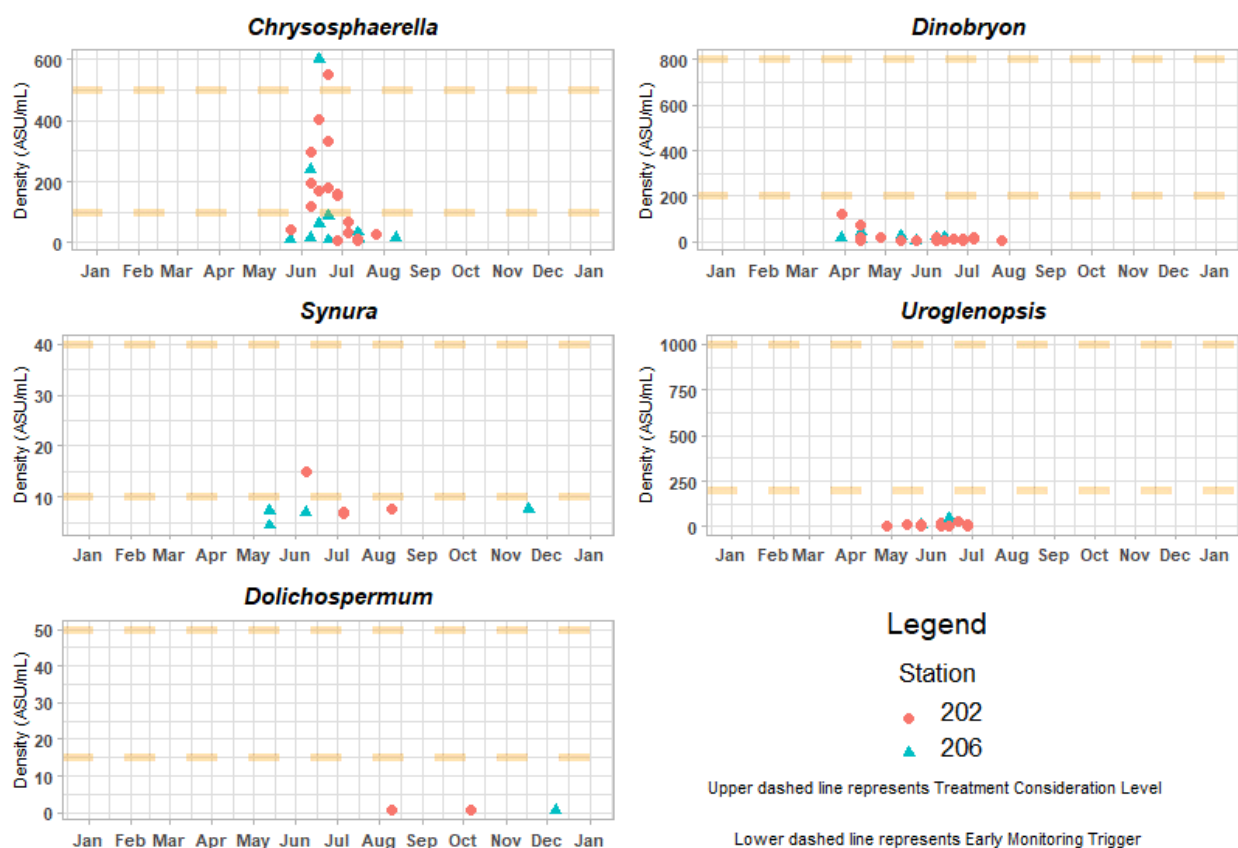 Chrysosphaerella
Density (ASU/mL)
600
400
200
0
Jan Feb Mar Apr May Jun Jul Aug Sep Oct Nov Dec Jan
Dinobryon
Density (ASU/mL)
800
600
400
200
0
Jan Feb Mar Apr May Jun Jul Aug Sep Oct Nov Dec Jan
Synura
Density (ASU/mL)
40
30
20
10
Jan Feb Mar Apr May Jun Jul Aug Sep Oct Nov Dec Jan
Uroglenopsis
Density (ASU/mL)
1000
750
500
250
0
Jan Feb Mar Apr May Jun Jul Aug Sep Oct Nov Dec Jan
Dolichospermum
Density (ASU/mL)
50
40
30
20
10
0
Jan Feb Mar Apr May Jun Jul Aug Sep Oct Nov Dec Jan
Legend
Station
202
206
Upper dashed line represents Treatment Consideration Level
Lower dashed line represents Early Monitoring Trigger